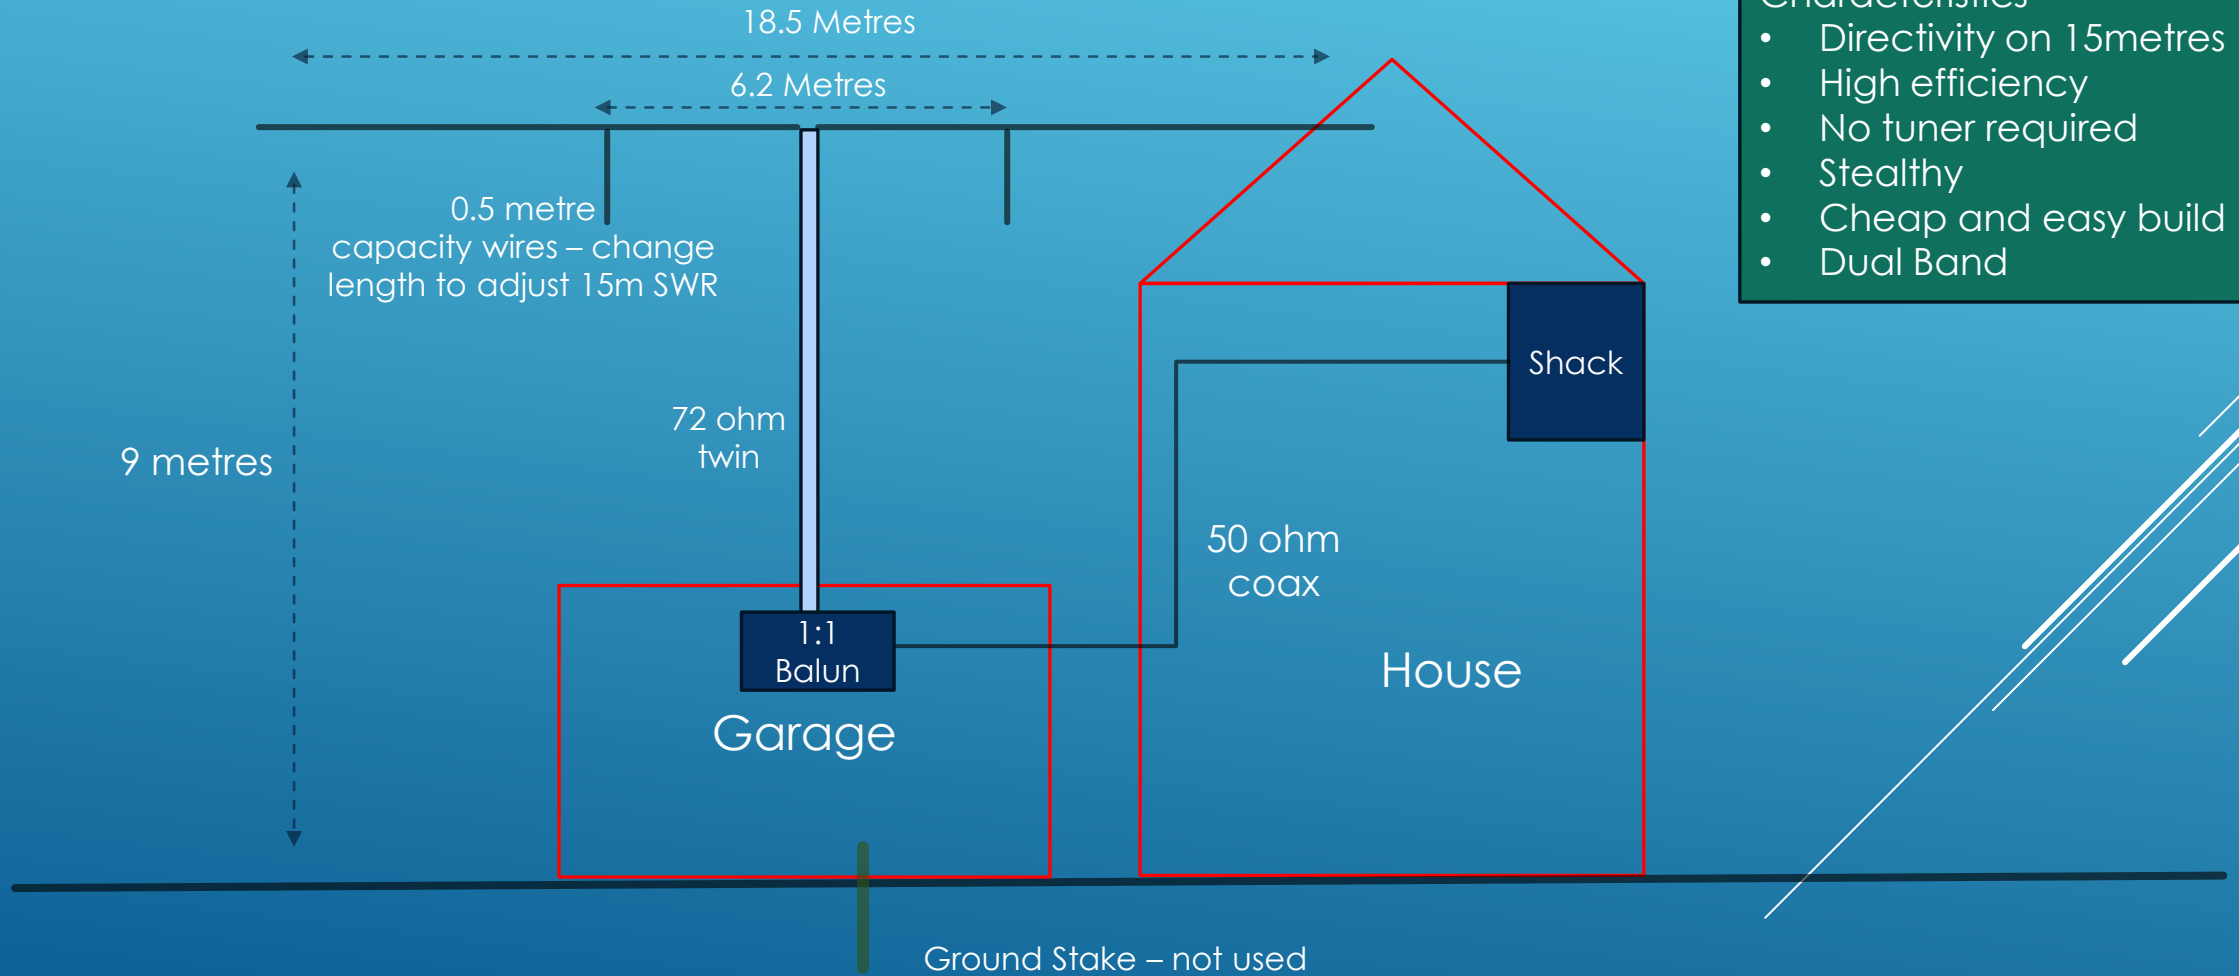 18.5 Metres
6.2 Metres
Characteristics
• Directivity on 15metres
• High efficiency
• No tuner required
• Stealthy
• Cheap and easy build
• Dual Band
0.5 metre
capacity wires – change
length to adjust 15m SWR
Shack
72 ohm
twin
9 metres
50 ohm
coax
1:1
Balun
House
Garage
Ground Stake – not used